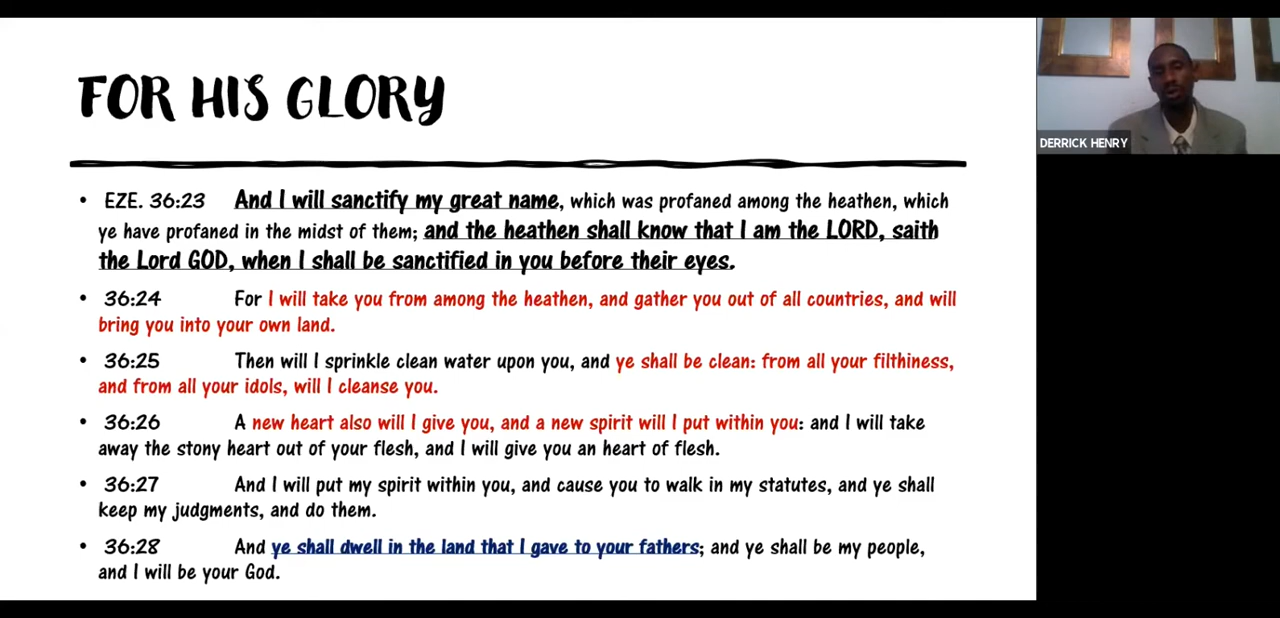 FOR HIS GLORY
• EZE. 36:23 And I will sanctify my great name, which was profaned among the heathen, which
ye have profaned in the midst of them; and the heathen shall know that I am the LORD, saith
the Lord GOD, when I shall be sanctified in you before their eyes.
• 36:24 For I will take you from among the heathen, and gather you out of all countries, and will
bring you into your own land.
• 36:25 Then will I sprinkle clean water upon you, and ye shall be clean: from all your filthiness,
and from all your idols, will I cleanse you.
• 36:26 A new heart also will I give you, and a new spirit will I put within you: and I will take
away the stony heart out of your flesh, and I will give you an heart of flesh.
• 36:27 And I will put my spirit within you, and cause you to walk in my statutes, and ye shall
keep my judgments, and do them.
• 36:28 And ye shall dwell in the land that I gave to your fathers; and ye shall be my people,
and I will be your God.
DERRICK HENRY